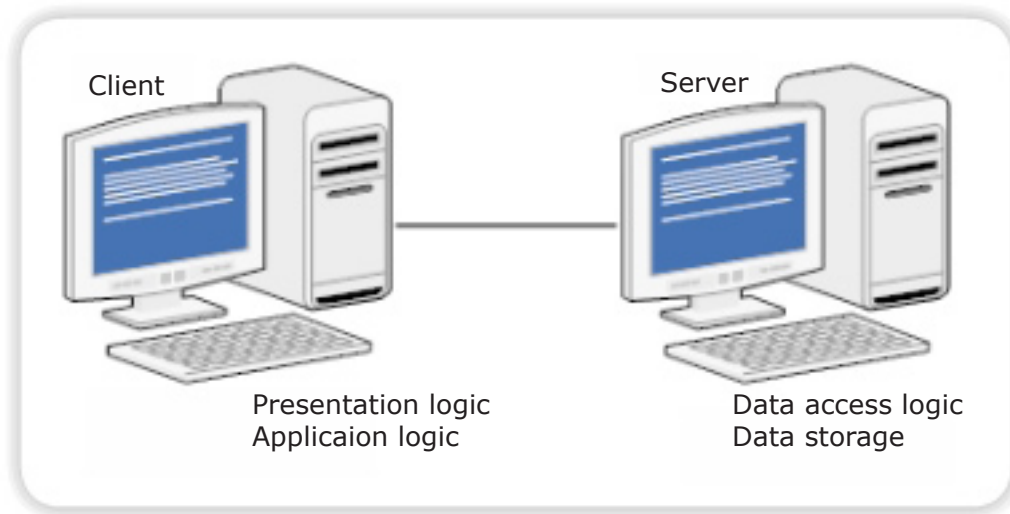 Client
Server
Presentation logic
Applicaion logic
Data access logic
Data storage